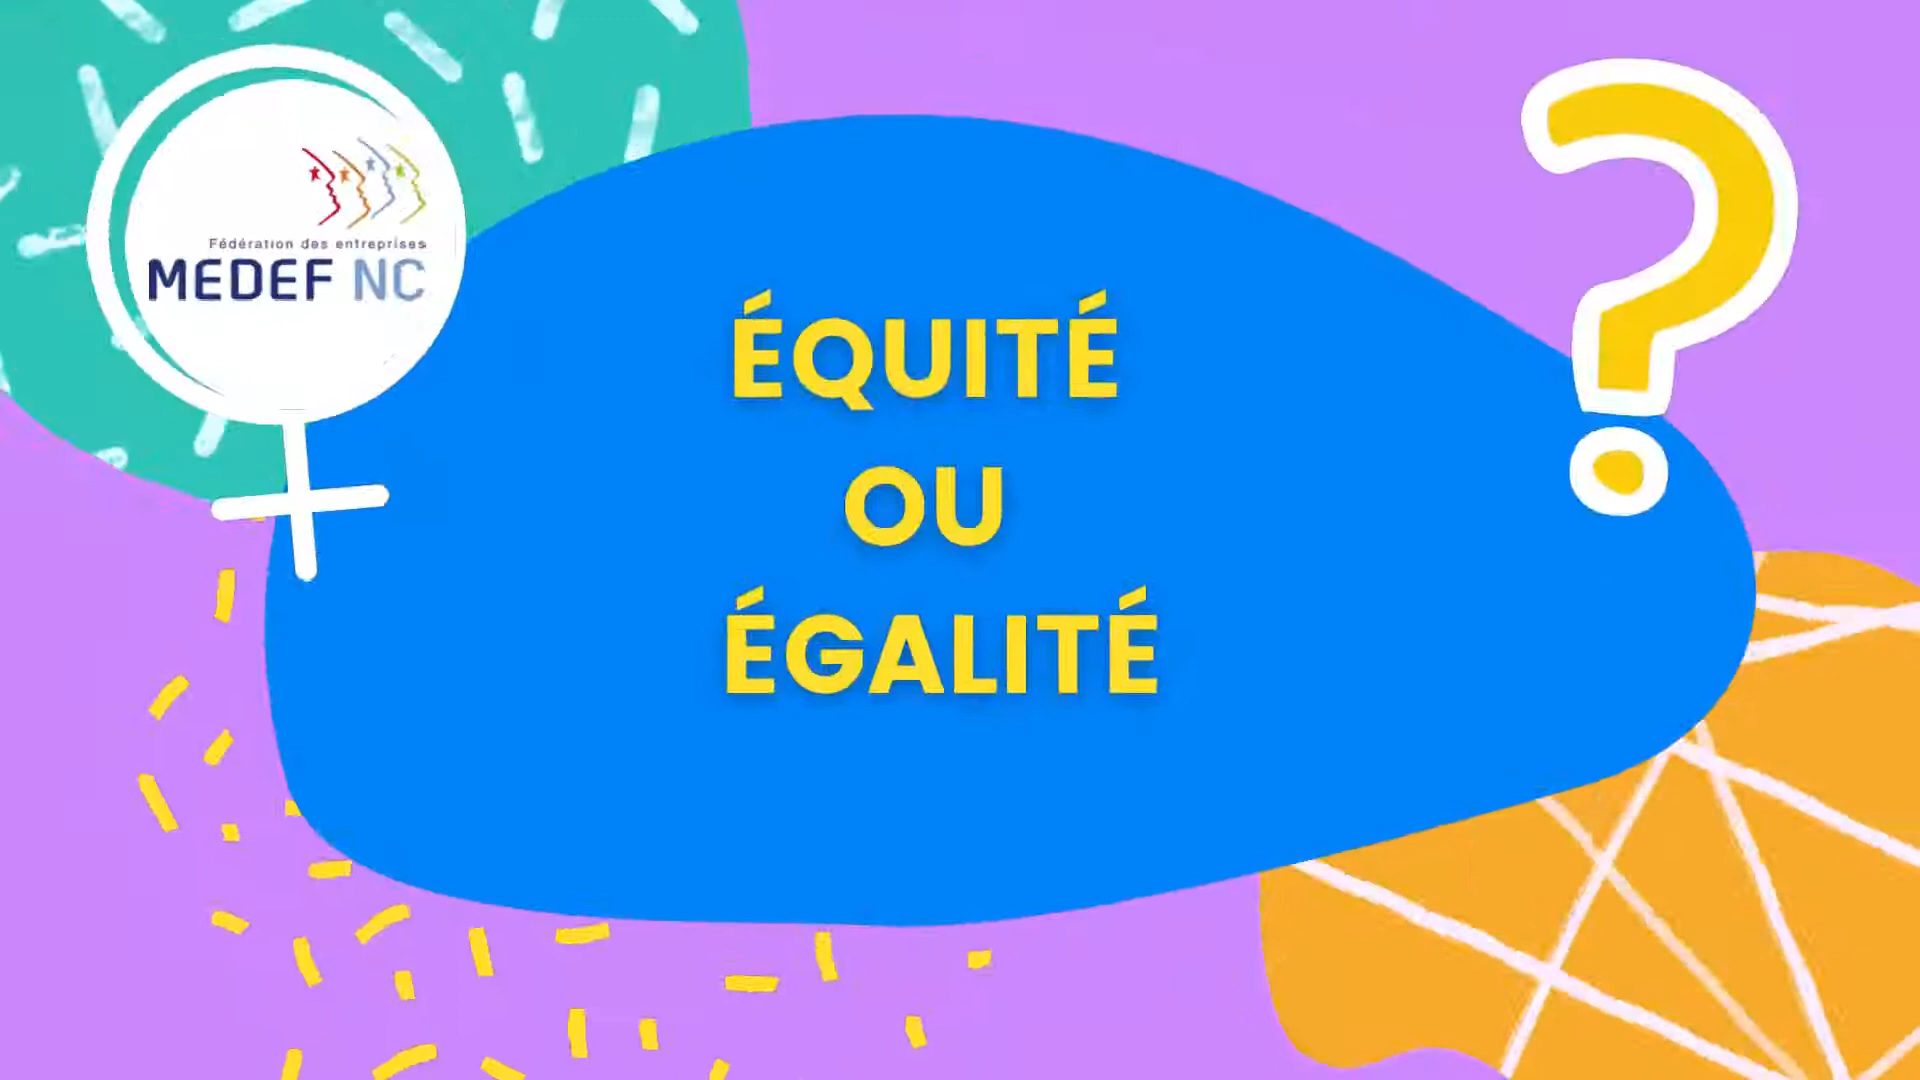 Fédération des entreprises
MEDEF NC
ÉQUITÉ
OU
ÉGALITÉ
?